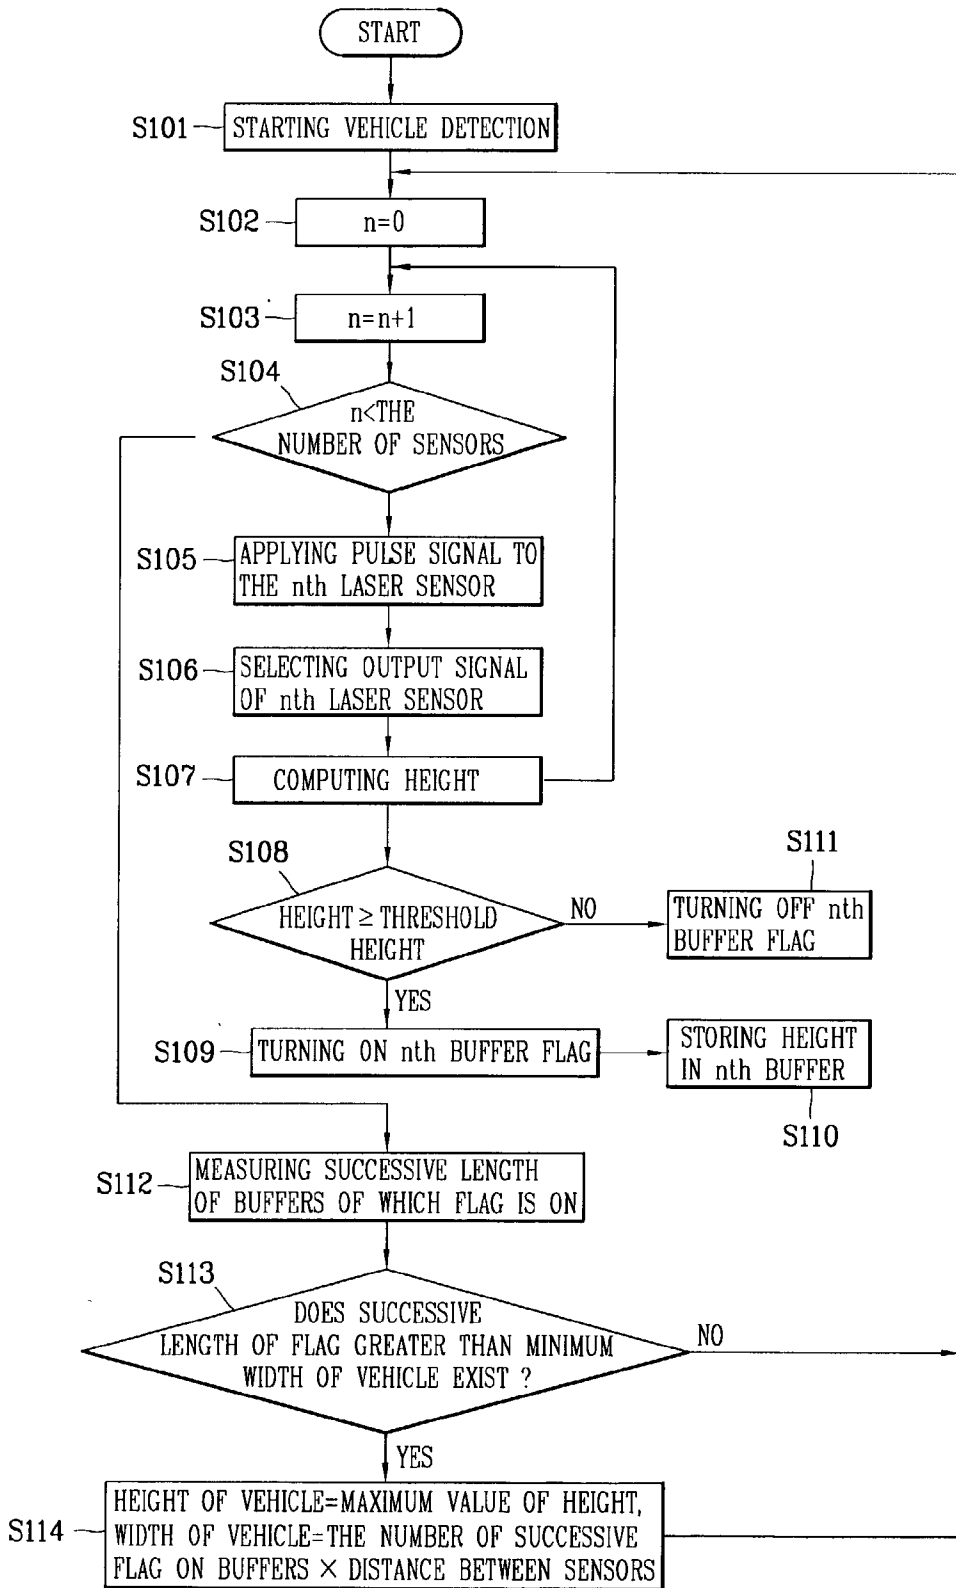 START
S101
STARTING VEHICLE DETECTION
S102
n=0
S103
n=n+1
S104
n<THE
NUMBER OF SENSORS
S105
APPLYING PULSE SIGNAL TO
THE nth LASER SENSOR
S106
SELECTING OUTPUT SIGNAL
OF nth LASER SENSOR
S107
COMPUTING HEIGHT
S108
HEIGHT ≥ THRESHOLD
HEIGHT
NO
S111
TURNING OFF nth
BUFFER FLAG
YES
S109
TURNING ON nth BUFFER FLAG
STORING HEIGHT
IN nth BUFFER
S110
S112
MEASURING SUCCESSIVE LENGTH
OF BUFFERS OF WHICH FLAG IS ON
S113
DOES SUCCESSIVE
LENGTH OF FLAG GREATER THAN MINIMUM
WIDTH OF VEHICLE EXIST ?
NO
YES
S114
HEIGHT OF VEHICLE=MAXIMUM VALUE OF HEIGHT,
WIDTH OF VEHICLE=THE NUMBER OF SUCCESSIVE
FLAG ON BUFFERS × DISTANCE BETWEEN SENSORS